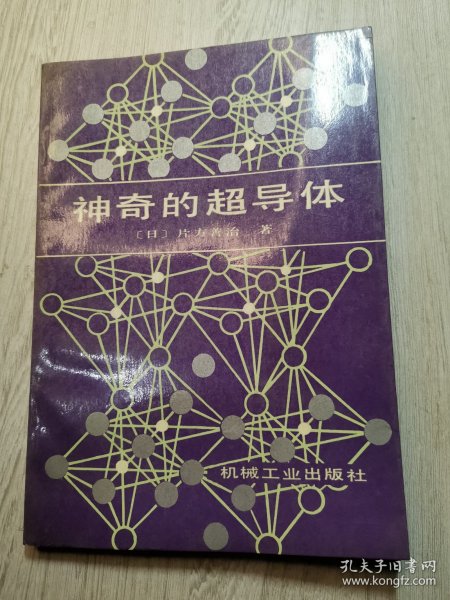 神奇的超导体
〔日〕片方善治 著
机械工业出版社
孔夫子旧书网
www.kongfz.com